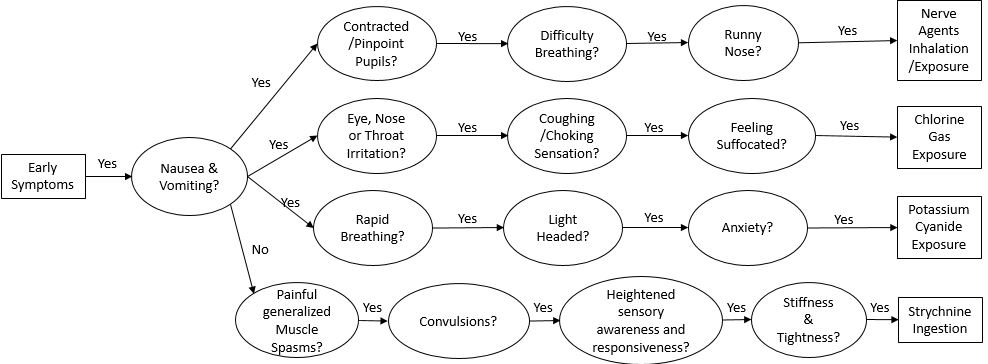 Early
Symptoms
Yes
Nausea &
Vomiting?
Yes
Contracted
/Pinpoint
Pupils?
Yes
Difficulty
Breathing?
Yes
Runny
Nose?
Yes
Nerve
Agents
Inhalation
/Exposure
Yes
Eye, Nose
or Throat
Irritation?
Yes
Coughing
/Choking
Sensation?
Yes
Feeling
Suffocated?
Yes
Chlorine
Gas
Exposure
Yes
Rapid
Breathing?
Yes
Light
Headed?
Yes
Anxiety?
Yes
Potassium
Cyanide
Exposure
No
Painful
generalized
Muscle
Spasms?
Yes
Convulsions?
Yes
Heightened
sensory
awareness and
responsiveness?
Yes
Stiffness
&
Tightness?
Yes
Strychnine
Ingestion